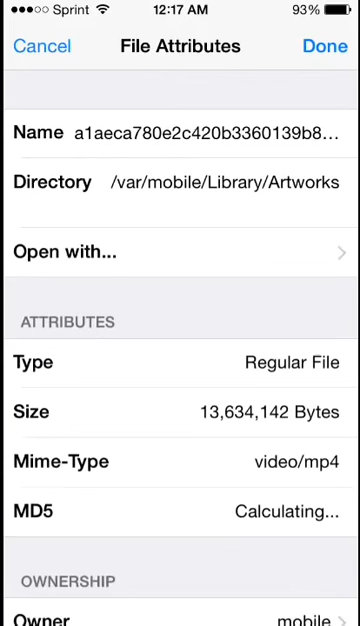 Sprint 12:17 AM 93%
Cancel File Attributes Done
Name a1aeca780e2c420b3360139b8...
Directory /var/mobile/Library/Artworks
Open with...
ATTRIBUTES
Type Regular File
Size 13,634,142 Bytes
Mime-Type video/mp4
MD5 Calculating...
OWNERSHIP
Owner mobile